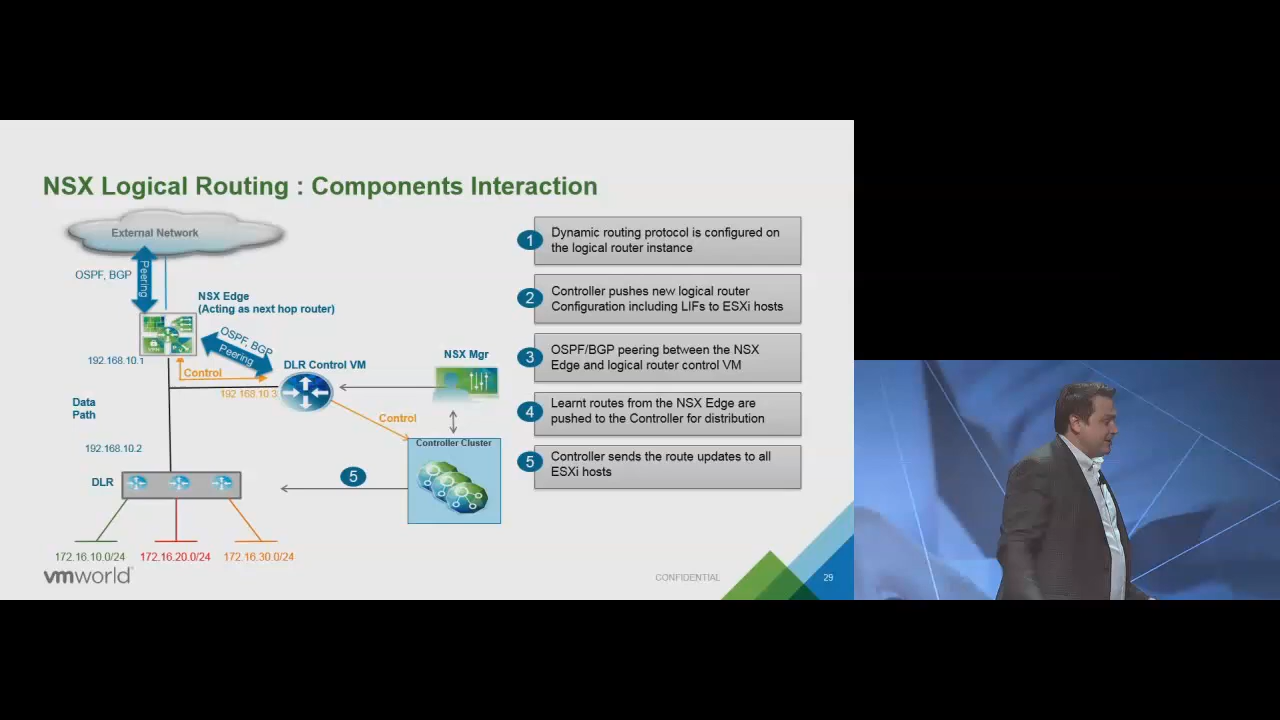 NSX Logical Routing : Components Interaction
External Network
OSPF, BGP
Peering
NSX Edge
(Acting as next hop router)
OSPF, BGP
Peering
192.168.10.1
Control
DLR Control VM
NSX Mgr
192.168.10.3
Data
Path
Control
192.168.10.2
Controller Cluster
DLR
5
172.16.10.0/24
172.16.20.0/24
172.16.30.0/24
1
Dynamic routing protocol is configured on
the logical router instance
2
Controller pushes new logical router
Configuration including LIFs to ESXi hosts
3
OSPF/BGP peering between the NSX
Edge and logical router control VM
4
Learnt routes from the NSX Edge are
pushed to the Controller for distribution
5
Controller sends the route updates to all
ESXi hosts
vmworld
CONFIDENTIAL
29